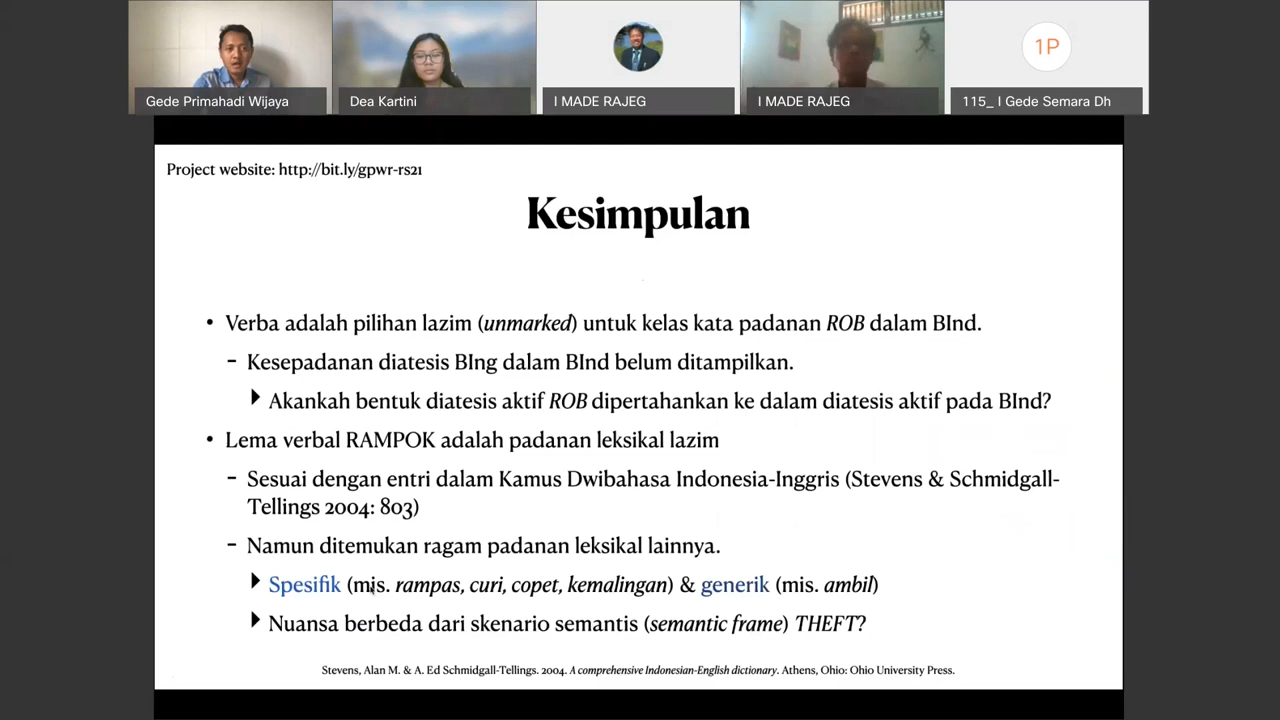 1P
Gede Primahadi Wijaya
Dea Kartini
I MADE RAJEG
I MADE RAJEG
115_ I Gede Semara Dh
Project website: http://bit.ly/gpwr-rs21
Kesimpulan
• Verba adalah pilihan lazim (unmarked) untuk kelas kata padanan ROB dalam BInd.
– Kesepadanan diatesis BIng dalam BInd belum ditampilkan.
‣ Akankah bentuk diatesis aktif ROB dipertahankan ke dalam diatesis aktif pada BInd?
• Lema verbal RAMPOK adalah padanan leksikal lazim
– Sesuai dengan entri dalam Kamus Dwibahasa Indonesia-Inggris (Stevens & Schmidgall-
Tellings 2004: 803)
– Namun ditemukan ragam padanan leksikal lainnya.
‣ Spesifik (mis. rampas, curi, copet, kemalingan) & generik (mis. ambil)
‣ Nuansa berbeda dari skenario semantis (semantic frame) THEFT?
Stevens, Alan M. & A. Ed Schmidgall-Tellings. 2004. A comprehensive Indonesian-English dictionary. Athens, Ohio: Ohio University Press.